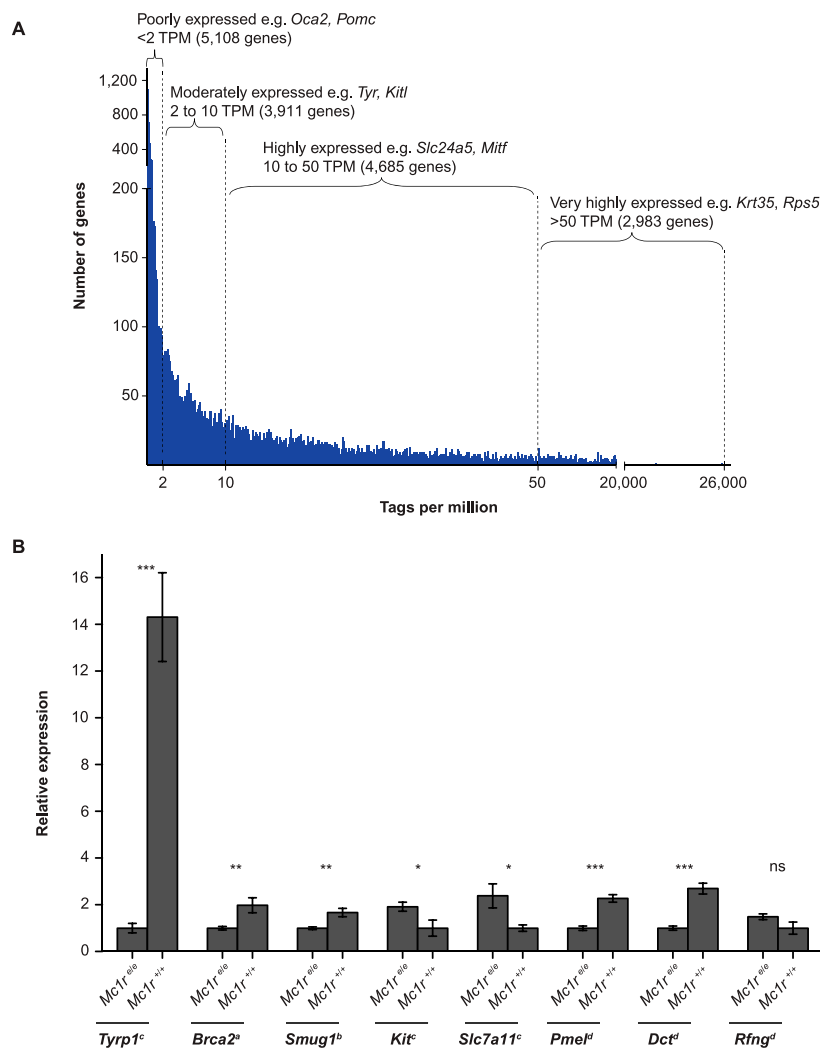 A
Poorly expressed e.g. Oca2, Pomc
<2 TPM (5,108 genes)
Moderately expressed e.g. Tyr, Kitl
2 to 10 TPM (3,911 genes)
Highly expressed e.g. Slc24a5, Mitf
10 to 50 TPM (4,685 genes)
Very highly expressed e.g. Krt35, Rps5
>50 TPM (2,983 genes)
Number of genes
1,200
800
400
200
150
100
50
2 10 50 20,000 26,000
Tags per million
B
Relative expression
16
14
12
10
8
6
4
2
0
*** ** ** * * *** *** ns
Mc1r e/e Mc1r +/+ Mc1r e/e Mc1r +/+ Mc1r e/e Mc1r +/+ Mc1r e/e Mc1r +/+ Mc1r e/e Mc1r +/+ Mc1r e/e Mc1r +/+ Mc1r e/e Mc1r +/+ Mc1r e/e Mc1r +/+
Tyrp1ᶜ Brca2ᵃ Smug1ᵇ Kitᶜ Slc7a11ᶜ Pmelᵈ Dctᵈ Rfngᵈ